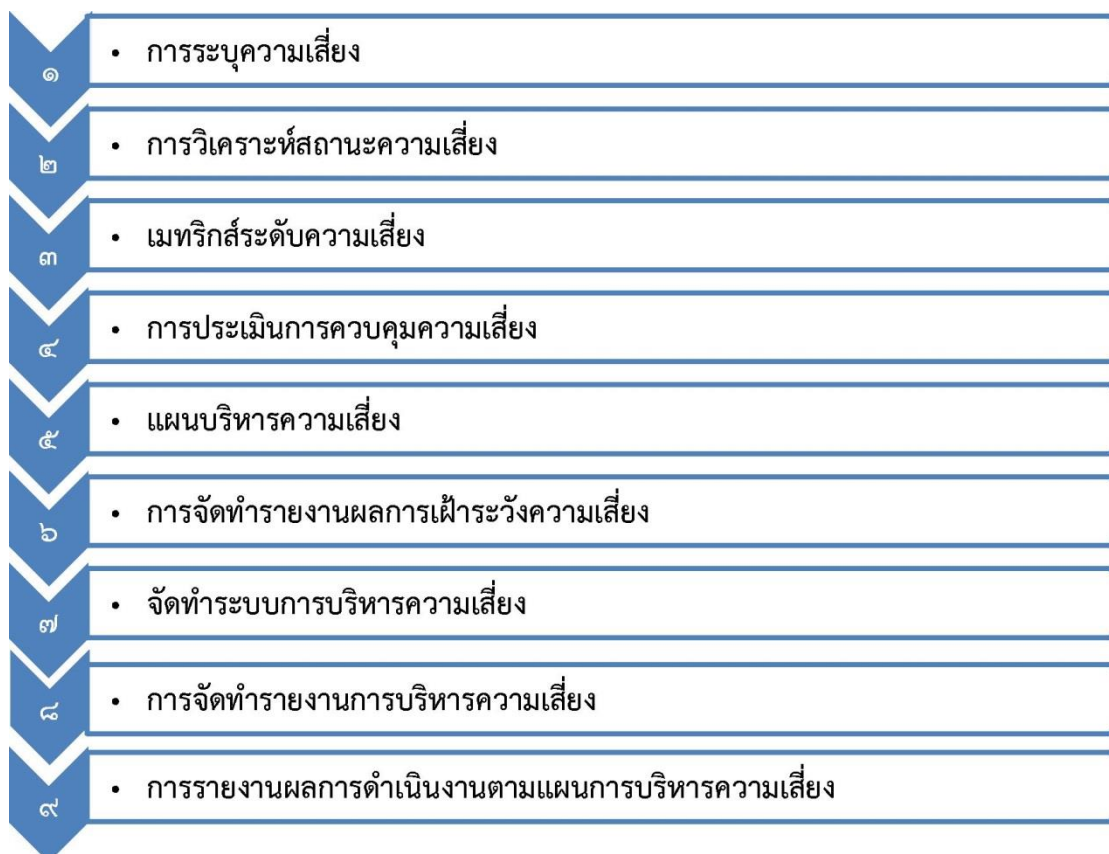 ๑
• การระบุความเสี่ยง
๒
• การวิเคราะห์สถานะความเสี่ยง
๓
• เมทริกส์ระดับความเสี่ยง
๔
• การประเมินการควบคุมความเสี่ยง
๕
• แผนบริหารความเสี่ยง
๖
• การจัดทำรายงานผลการเฝ้าระวังความเสี่ยง
๗
• จัดทำระบบการบริหารความเสี่ยง
๘
• การจัดทำรายงานการบริหารความเสี่ยง
๙
• การรายงานผลการดำเนินงานตามแผนการบริหารความเสี่ยง